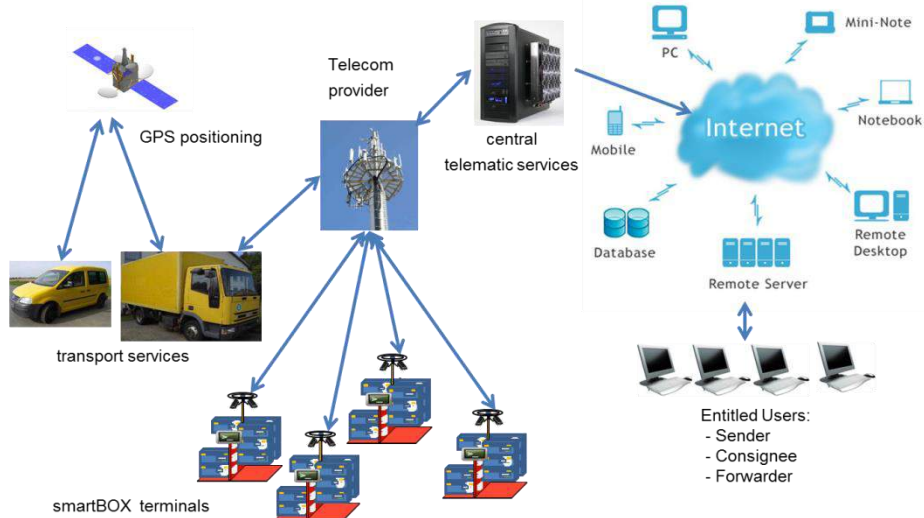 Telecom
provider
GPS positioning
central
telematic services
transport services
smartBOX terminals
PC
Mini-Note
Internet
Mobile
Notebook
Database
Remote
Desktop
Remote Server
Entitled Users:
- Sender
- Consignee
- Forwarder